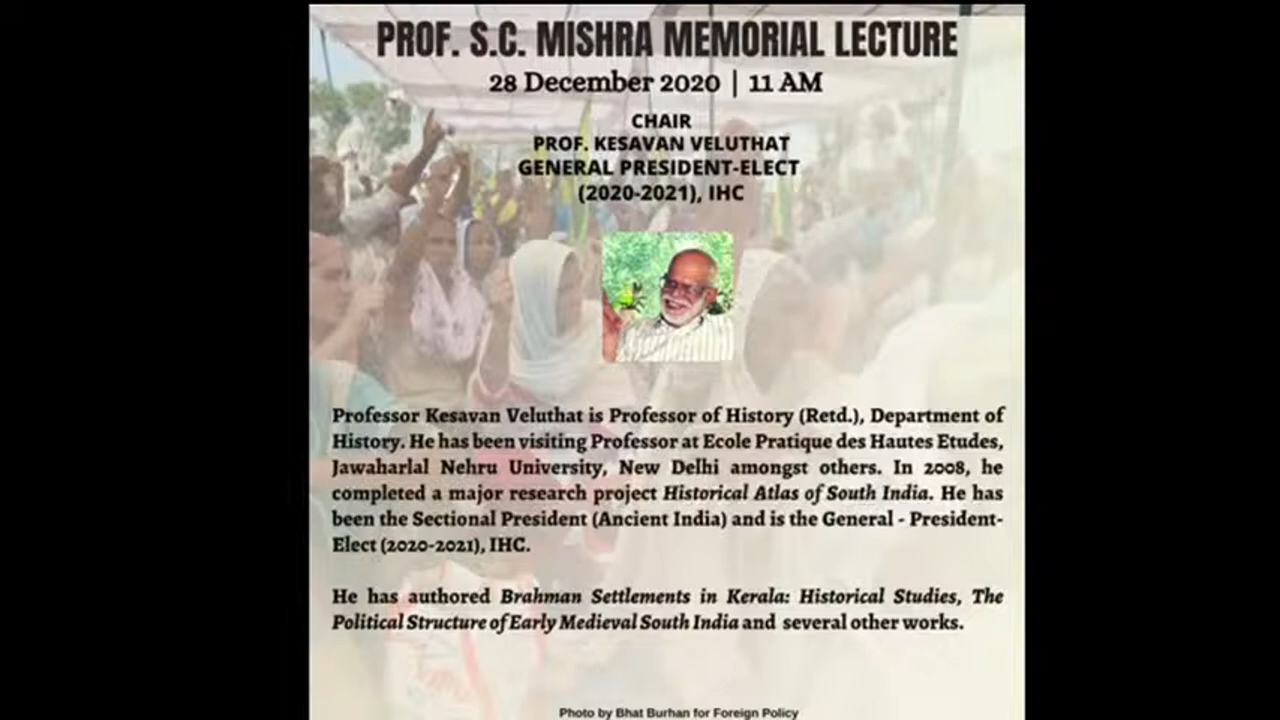 PROF. S.C. MISHRA MEMORIAL LECTURE
28 December 2020 | 11 AM
CHAIR
PROF. KESAVAN VELUTHAT
GENERAL PRESIDENT-ELECT
(2020-2021), IHC
Professor Kesavan Veluthat is Professor of History (Retd.), Department of
History. He has been visiting Professor at Ecole Pratique des Hautes Etudes,
Jawaharlal Nehru University, New Delhi amongst others. In 2008, he
completed a major research project Historical Atlas of South India. He has
been the Sectional President (Ancient India) and is the General - President-
Elect (2020-2021), IHC.
He has authored Brahman Settlements in Kerala: Historical Studies, The
Political Structure of Early Medieval South India and several other works.
Photo by Bhat Burhan for Foreign Policy